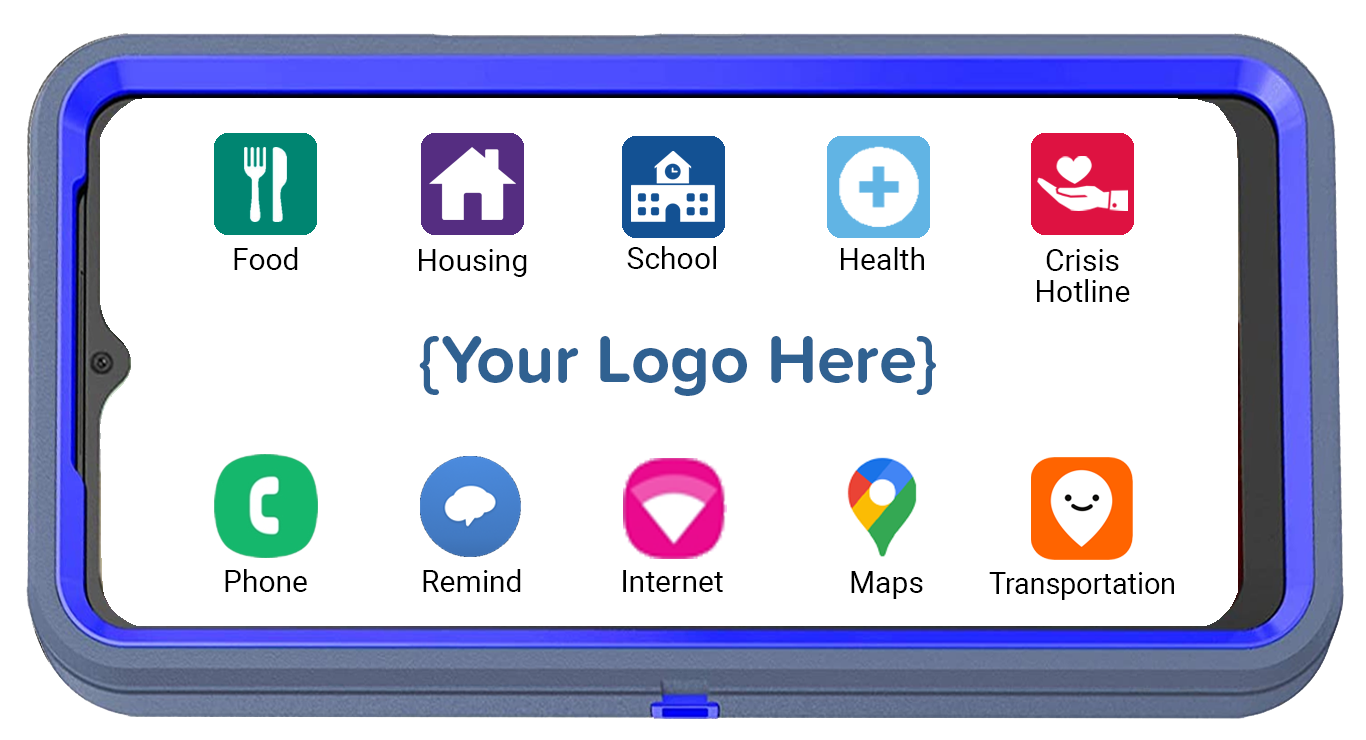 Food
Housing
School
Health
Crisis
Hotline
{Your Logo Here}
Phone
Remind
Internet
Maps
Transportation